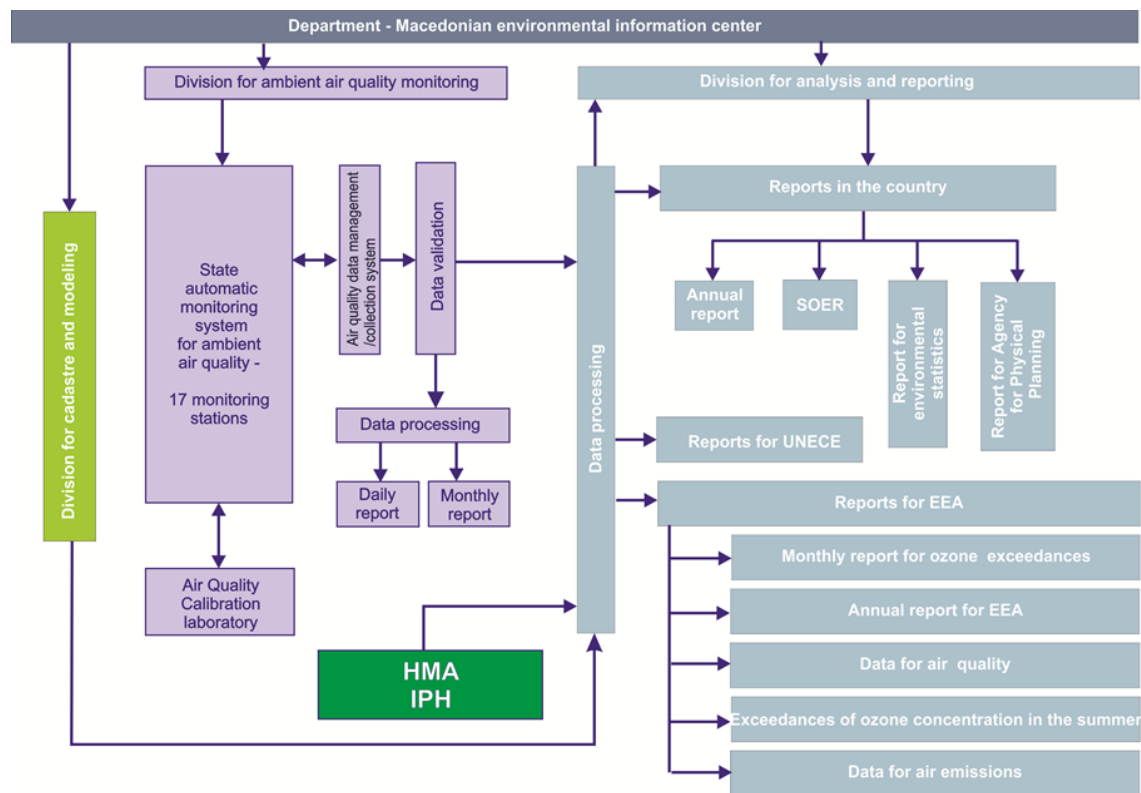 Department - Macedonian environmental information center
Division for ambient air quality monitoring
Division for analysis and reporting
Division for cadastre and modeling
State
automatic
monitoring
system
for ambient
air quality -
17 monitoring
stations
Air quality data management
/collection system
Data validation
Data processing
Daily
report
Monthly
report
Air Quality
Calibration
laboratory
HMA
IPH
Data processing
Reports in the country
Annual
report
SOER
Report for
environmental
statistics
Report for Agency
for Physical
Planning
Reports for UNECE
Reports for EEA
Monthly report for ozone exceedances
Annual report for EEA
Data for air quality
Exceedances of ozone concentration in the summer
Data for air emissions